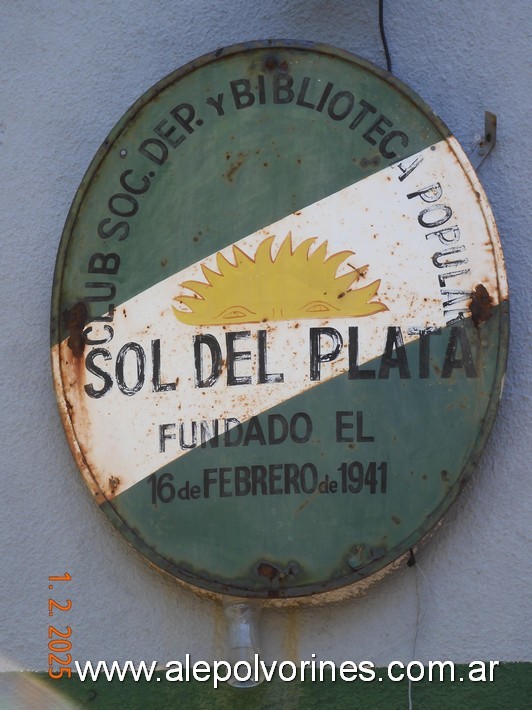 CLUB SOC. DEP. Y BIBLIOTECA POPULAR
SOL DEL PLATA
FUNDADO EL
16 de FEBRERO de 1941
1. 2. 2025
www.alepolvorines.com.ar